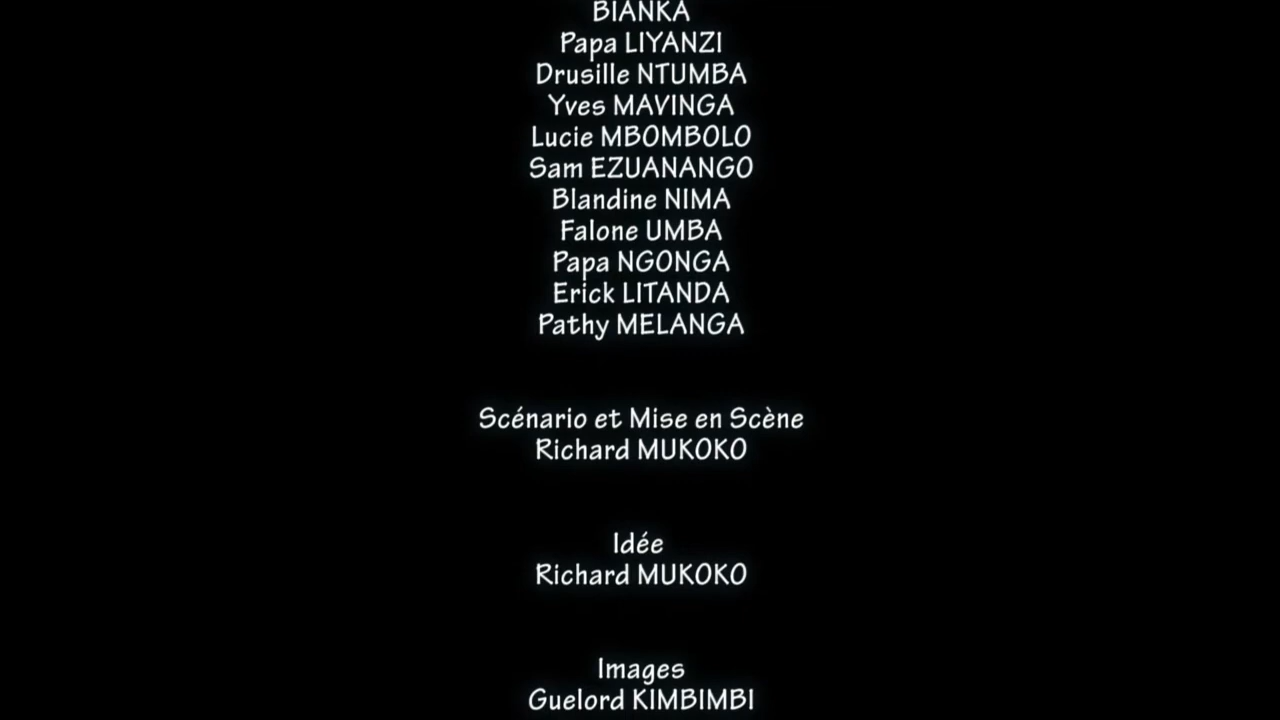 BIANKA
Papa LIYANZI
Drusille NTUMBA
Yves MAVINGA
Lucie MBOMBOLO
Sam EZUANANGO
Blandine NIMA
Falone UMBA
Papa NGONGA
Erick LITANDA
Pathy MELANGA
Scénario et Mise en Scène
Richard MUKOKO
Idée
Richard MUKOKO
Images
Guelord KIMBIMBI